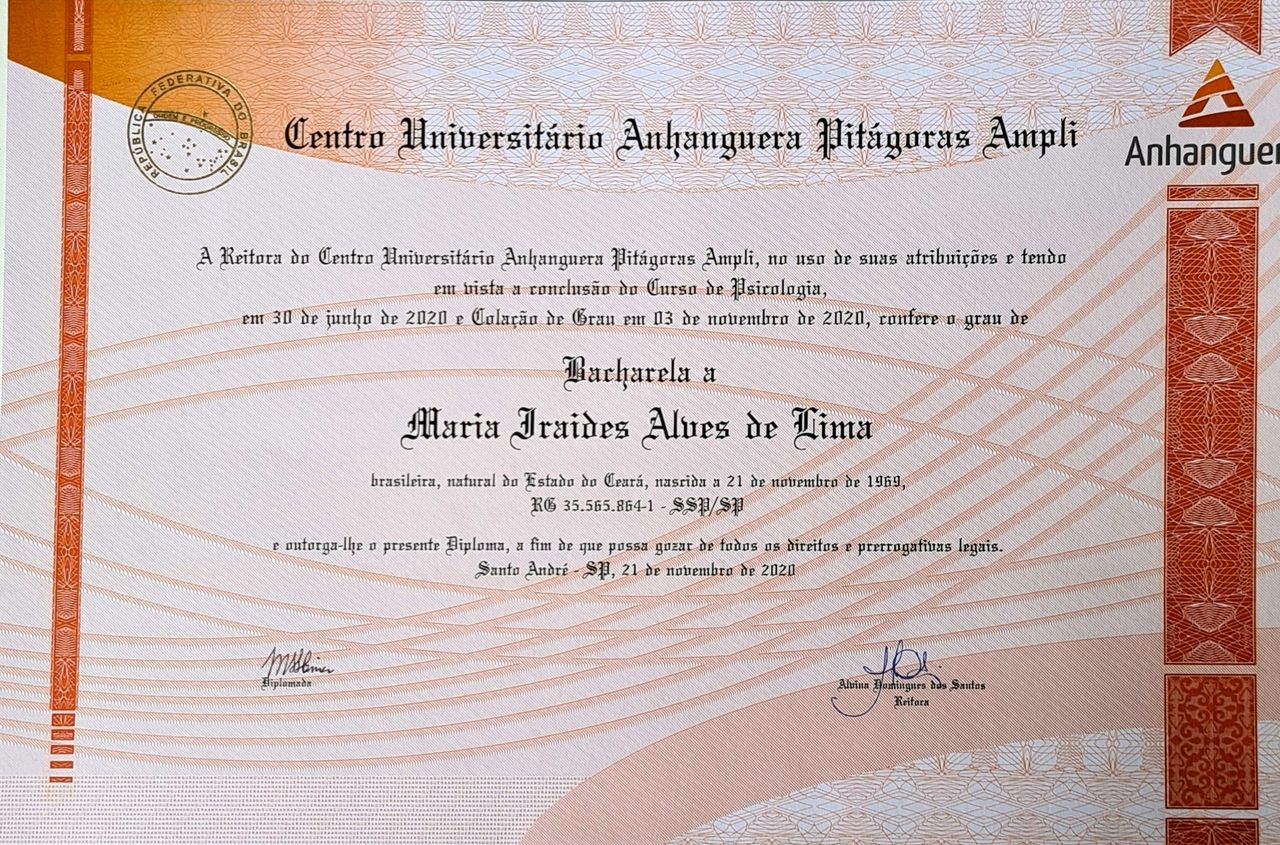 REPÚBLICA FEDERATIVA DO BRASIL
ORDEM E PROGRESSO
Centro Universitário Anhanguera Pitágoras Ampli
Anhanguer
A Reitora do Centro Universitário Anhanguera Pitágoras Ampli, no uso de suas atribuições e tendo
em vista a conclusão do Curso de Psicologia,
em 30 de junho de 2020 e Colação de Grau em 03 de novembro de 2020, confere o grau de
Bacharela a
Maria Iraides Alves de Lima
brasileira, natural do Estado do Ceará, nascida a 21 de novembro de 1969,
RG 35.565.864-1 - SSP/SP
e outorga-lhe o presente Diploma, a fim de que possa gozar de todos os direitos e prerrogativas legais.
Santo André - SP, 21 de novembro de 2020
Diplomada
Alvina Domingues dos Santos
Reitora